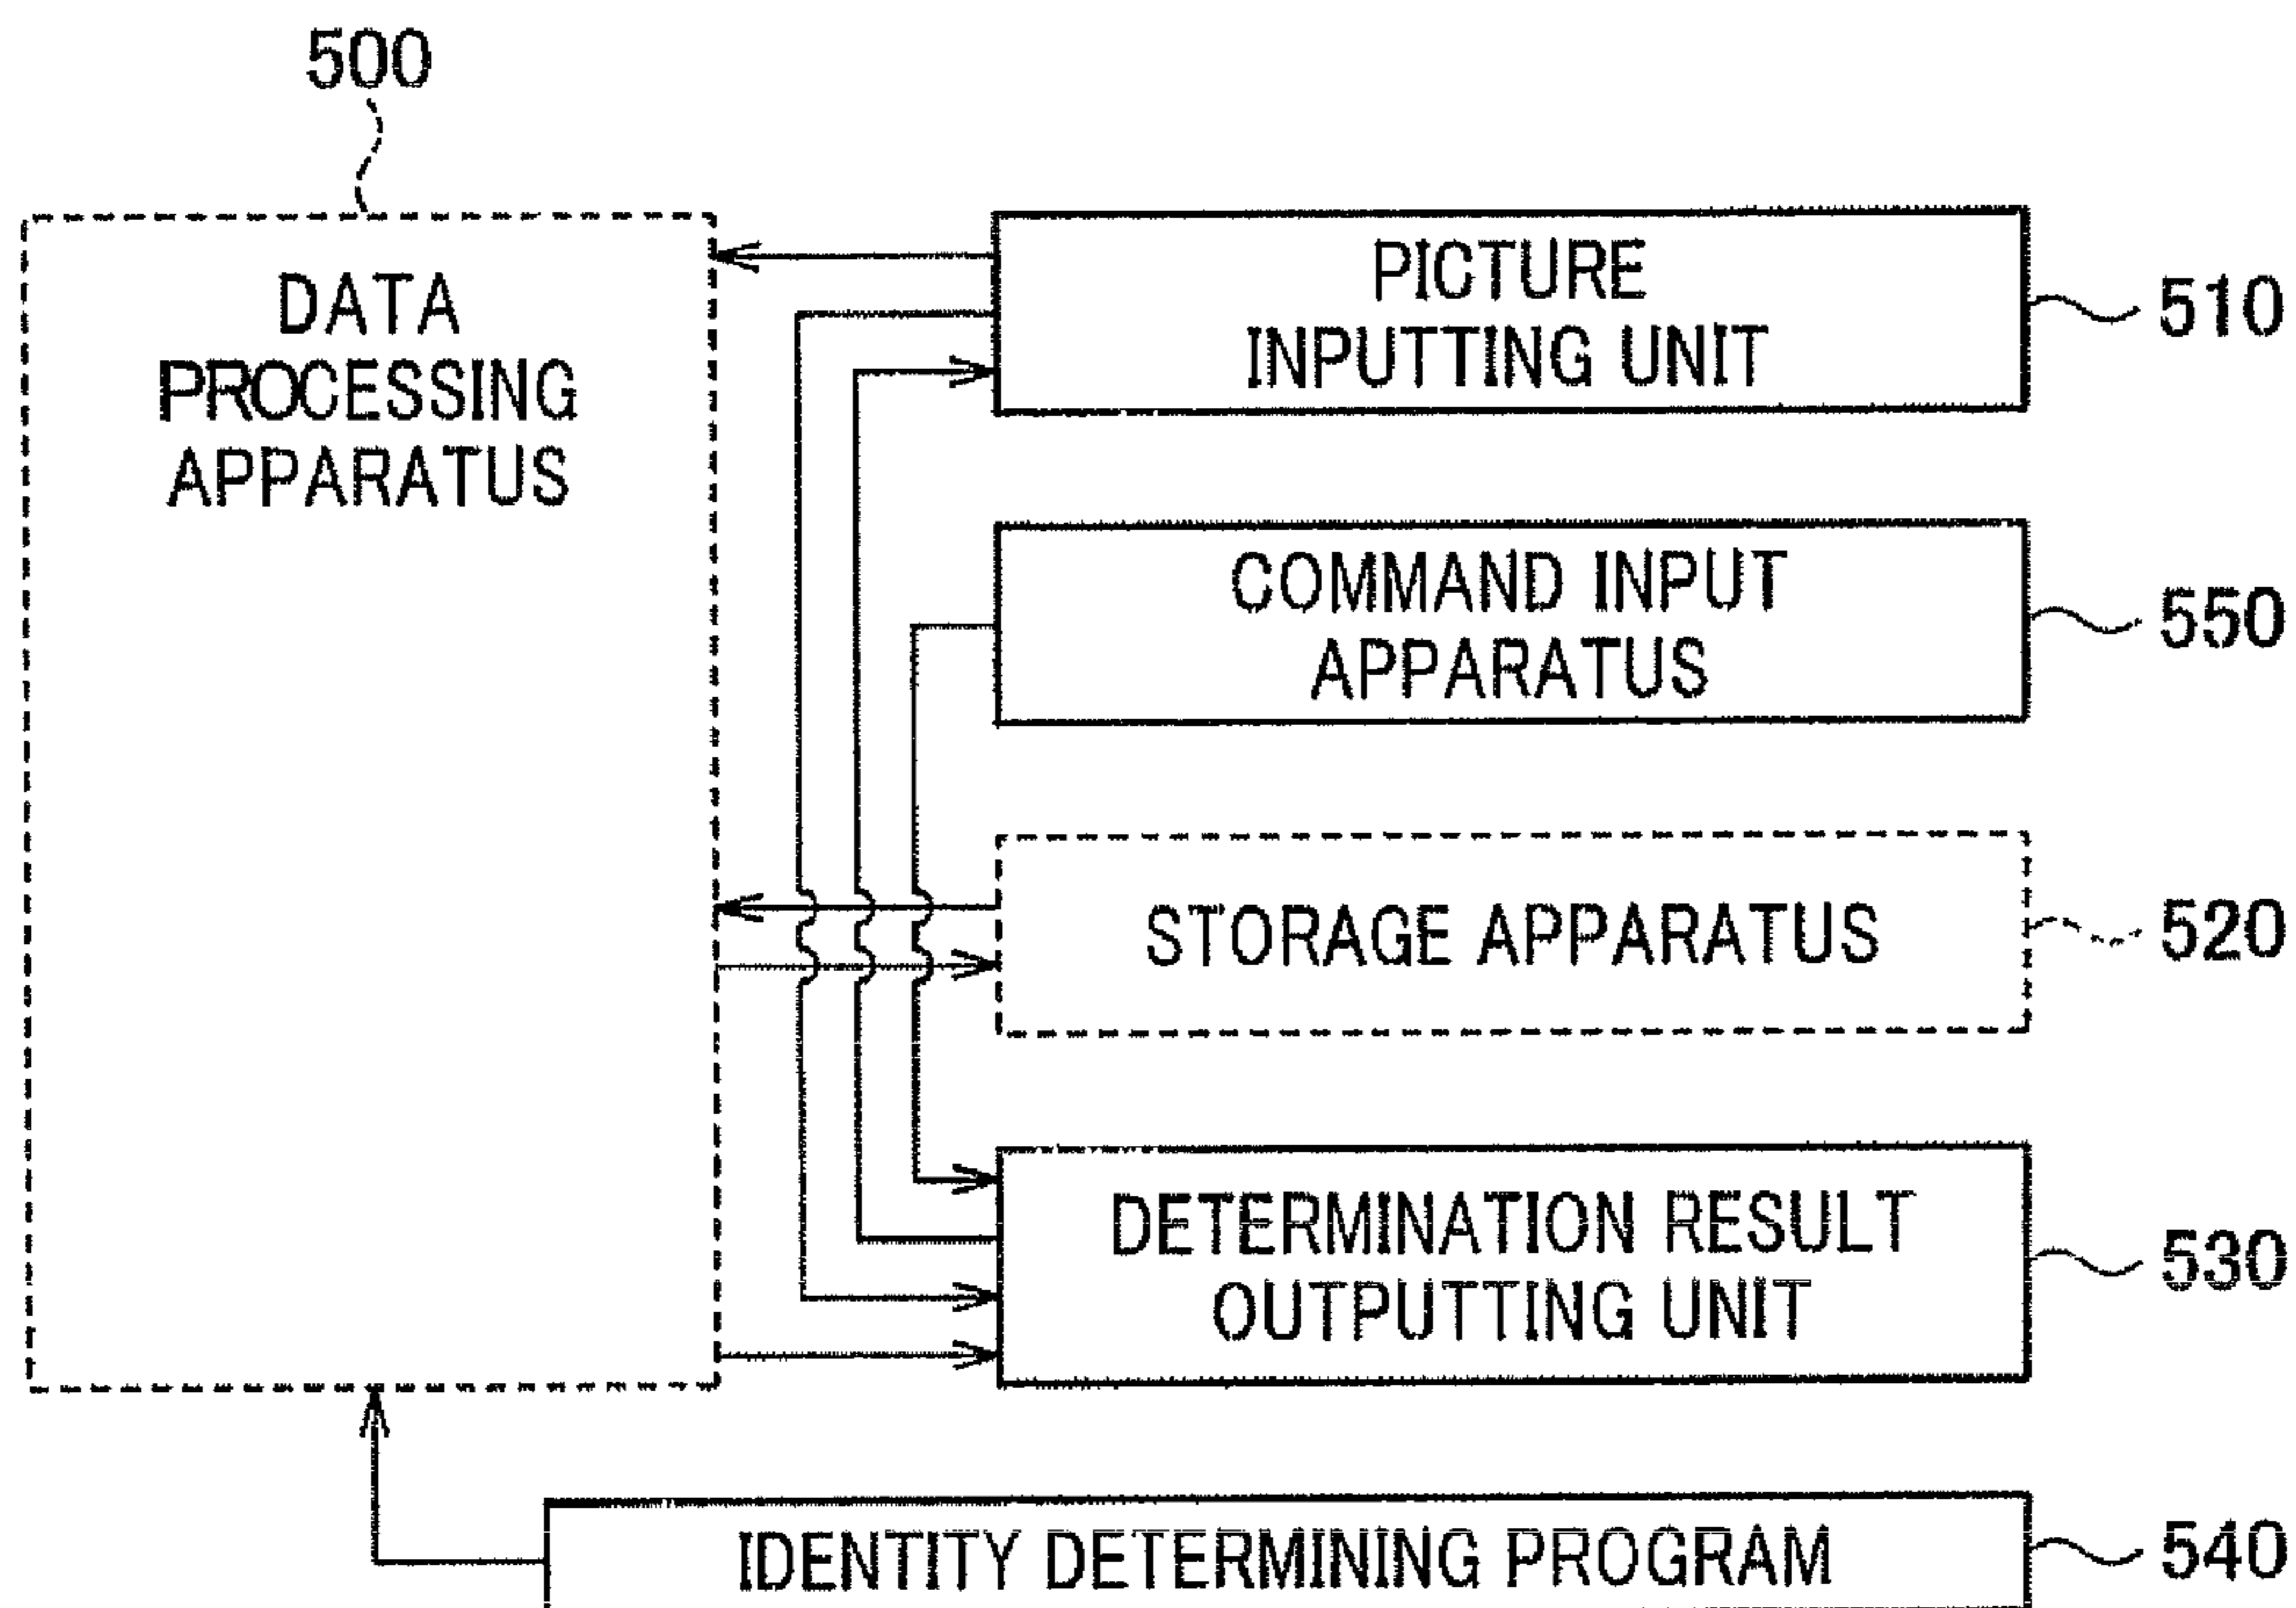 500
DATA
PROCESSING
APPARATUS
PICTURE
INPUTTING UNIT
510
COMMAND INPUT
APPARATUS
550
STORAGE APPARATUS
520
DETERMINATION RESULT
OUTPUTTING UNIT
530
IDENTITY DETERMINING PROGRAM
540